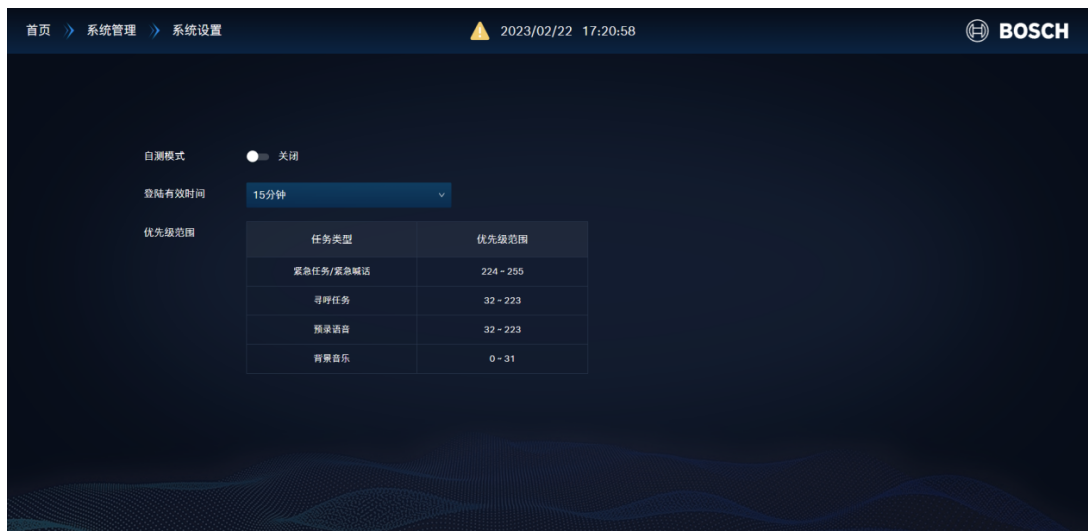 首页 》 系统管理 》 系统设置 2023/02/22 17:20:58 BOSCH
自测模式 关闭
登陆有效时间 15分钟
优先级范围
任务类型 优先级范围
紧急任务/紧急喊话 224 ~ 255
寻呼任务 32 ~ 223
预录语音 32 ~ 223
背景音乐 0 ~ 31